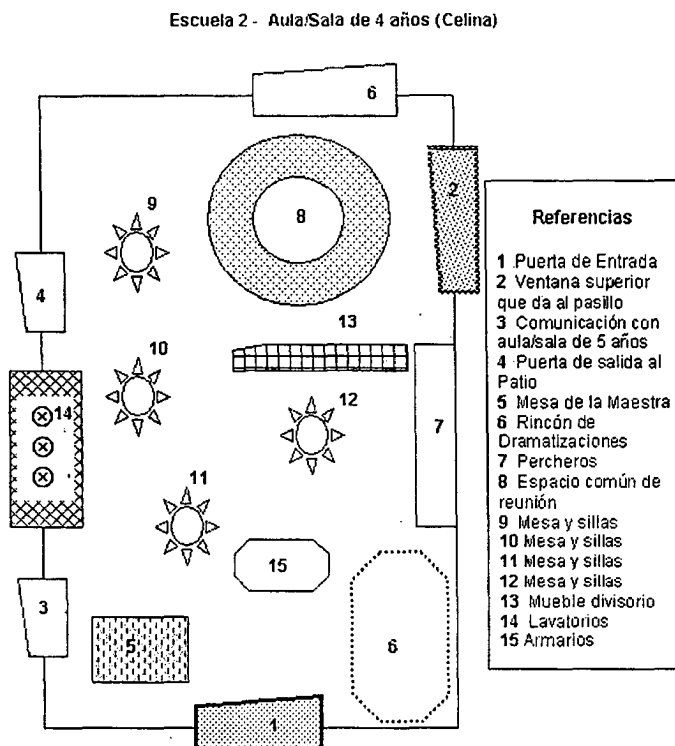 Escuela 2 - Aula/Sala de 4 años (Celina)
6
2
9
8
4
13
10
12
14
7
11
15
3
5
6
1
Referencias
1 Puerta de Entrada
2 Ventana superior
que da al pasillo
3 Comunicación con
aula/sala de 5 años
4 Puerta de salida al
Patio
5 Mesa de la Maestra
6 Rincón de
Dramatizaciones
7 Percheros
8 Espacio común de
reunión
9 Mesa y sillas
10 Mesa y sillas
11 Mesa y sillas
12 Mesa y sillas
13 Mueble divisorio
14 Lavatorios
15 Armarios